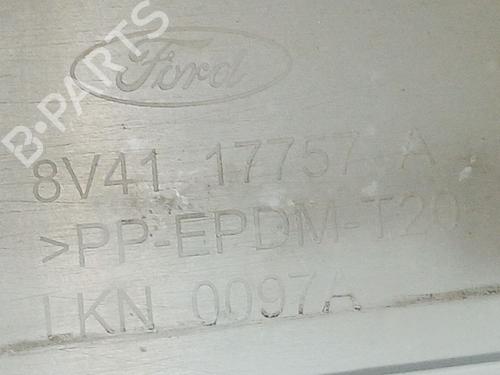 Ford
B-PARTS
8V41 17757 A
>PP-EPDM-T20
LKN 0097A